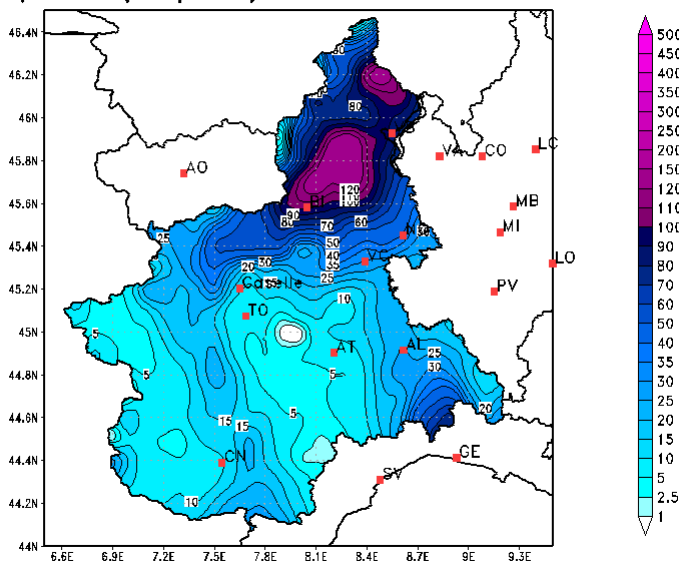 46.4N
46.2N
46N
45.8N
45.6N
45.4N
45.2N
45N
44.8N
44.6N
44.4N
44.2N
44N
6.6E 6.9E 7.2E 7.5E 7.8E 8.1E 8.4E 8.7E 9E 9.3E
80
VA CO LC
AO
120
BI
MB
90
80 70 60
25
MI
50
40
35
30
20
25
VC
LO
Caselle
PV
10
TO
5
AT
AL
25
30
5
5
20
15
15
5
CN
GE
SV
10
500
450
400
350
300
250
200
150
120
100
90
80
70
60
50
40
35
30
25
20
15
10
5
2.5
1